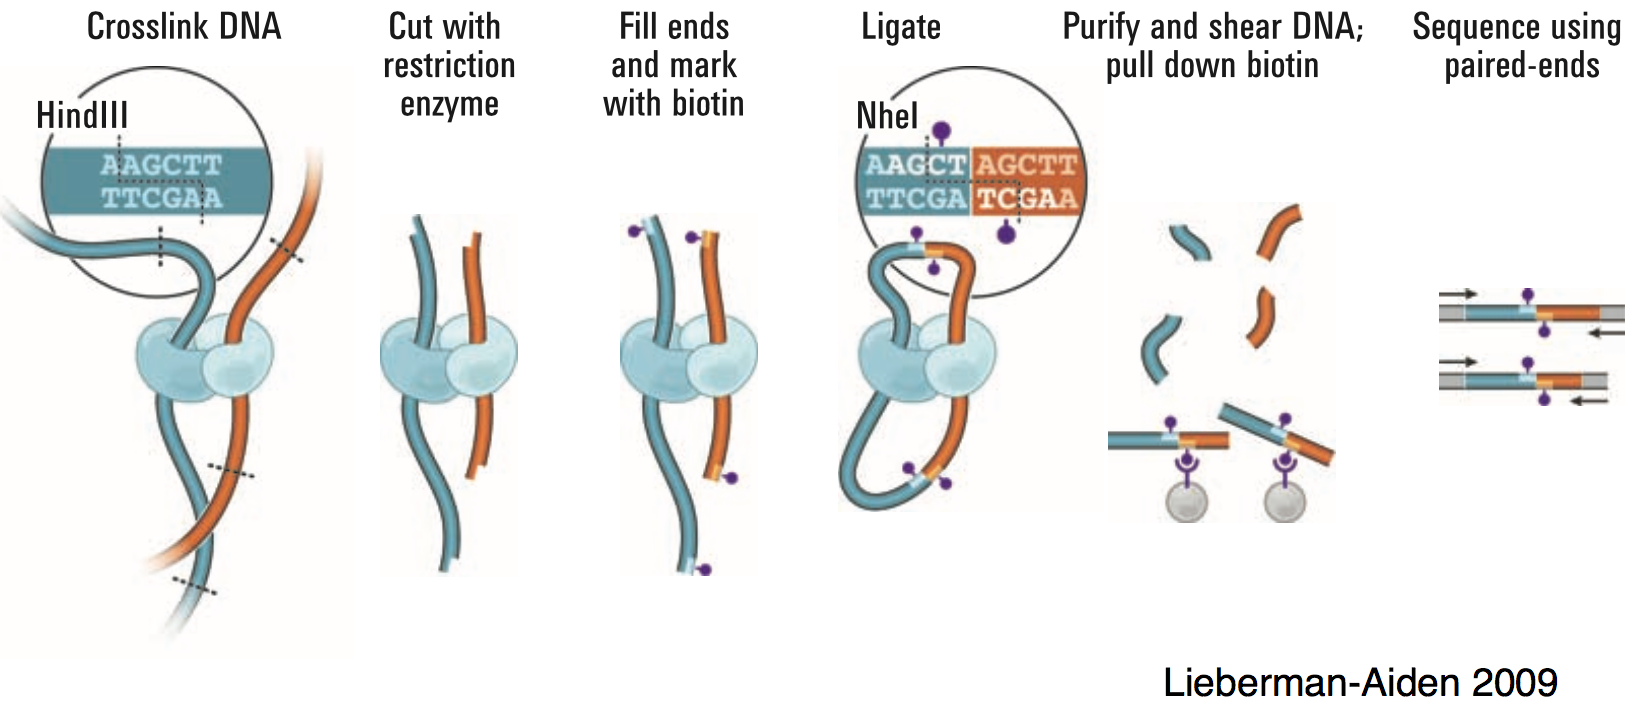 Crosslink DNA
Cut with
restriction
enzyme
Fill ends
and mark
with biotin
Ligate
Purify and shear DNA;
pull down biotin
Sequence using
paired-ends
HindIII
AAGCTT
TTCGAA
NheI
AAGCT AGCTT
TTCGA TCGAA
Lieberman-Aiden 2009